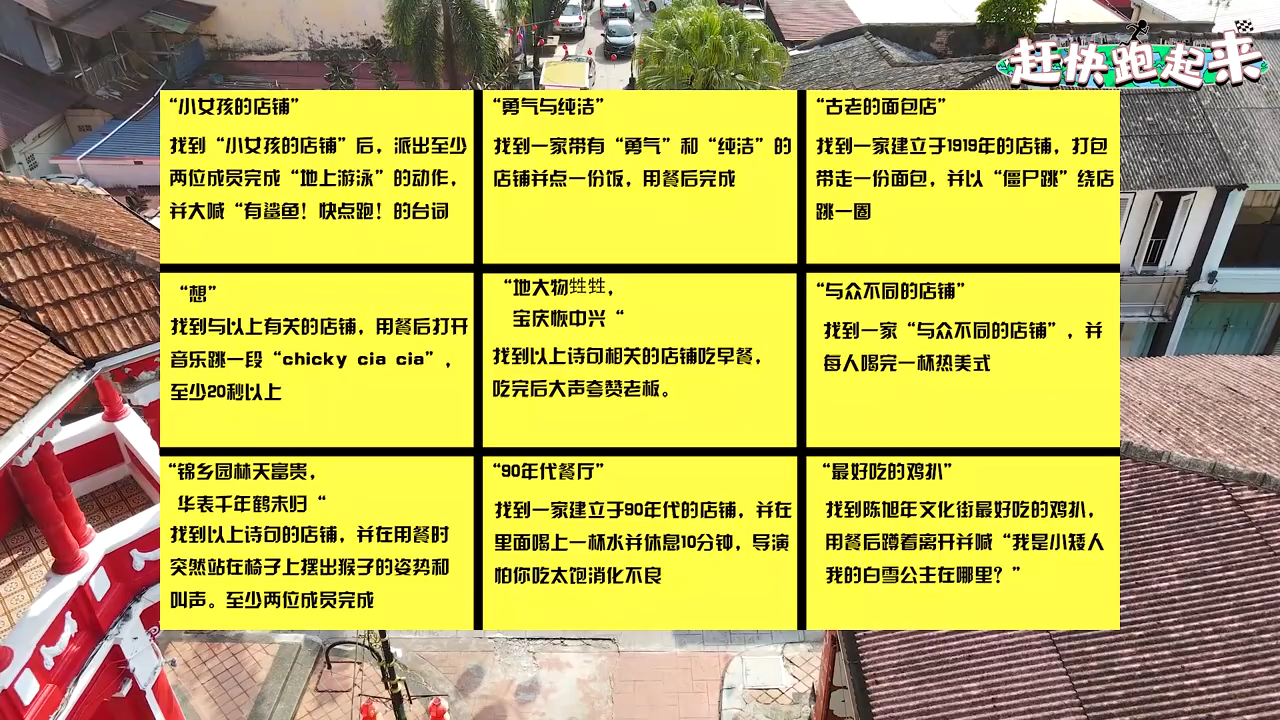 赶快跑起来
“小女孩的店铺”
找到“小女孩的店铺”后，派出至少
两位成员完成“地上游泳”的动作，
并大喊“有鲨鱼！快点跑！的台词
“勇气与纯洁”
找到一家带有“勇气”和“纯洁”的
店铺并点一份饭，用餐后完成
“古老的面包店”
找到一家建立于1919年的店铺，打包
带走一份面包，并以“僵尸跳”绕店
跳一圈
“想”
找到与以上有关的店铺，用餐后打开
音乐跳一段“chicky cia cia”，
至少20秒以上
“地大物甡甡，
宝庆恢中兴“
找到以上诗句相关的店铺吃早餐，
吃完后大声夸赞老板。
“与众不同的店铺”
找到一家“与众不同的店铺”，并
每人喝完一杯热美式
“锦乡园林天富贵，
华表千年鹤未归“
找到以上诗句的店铺，并在用餐时
突然站在椅子上摆出猴子的姿势和
叫声。至少两位成员完成
“90年代餐厅”
找到一家建立于90年代的店铺，并在
里面喝上一杯水并休息10分钟，导演
怕你吃太饱消化不良
“最好吃的鸡扒”
找到陈旭年文化街最好吃的鸡扒，
用餐后蹲着离开并喊“我是小矮人
我的白雪公主在哪里？”